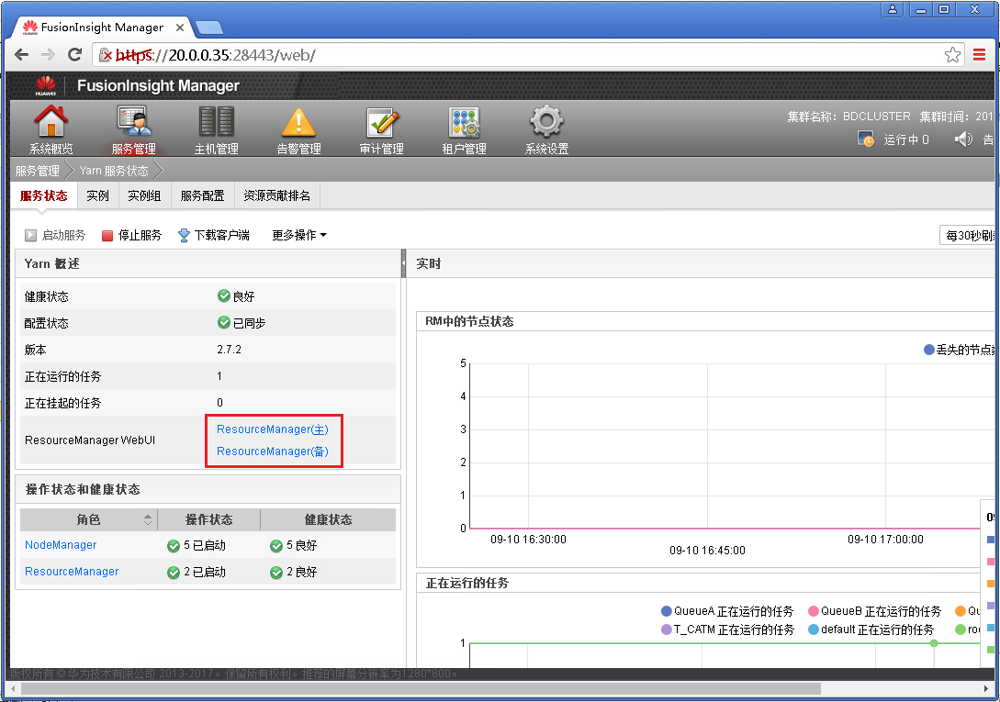 FusionInsight Manager
https://20.0.0.35:28443/web/
HUAWEI
FusionInsight Manager
系统概览 服务管理 主机管理 告警管理 审计管理 租户管理 系统设置
集群名称: BDCLUSTER 集群时间: 201
运行中 0 告
服务管理 Yarn 服务状态
服务状态 实例 实例组 服务配置 资源贡献排名
启动服务 停止服务 下载客户端 更多操作
每30秒刷
Yarn 概述
健康状态 良好
配置状态 已同步
版本 2.7.2
正在运行的任务 1
正在挂起的任务 0
ResourceManager WebUI
ResourceManager(主)
ResourceManager(备)
操作状态和健康状态
角色 操作状态 健康状态
NodeManager 5 已启动 5 良好
ResourceManager 2 已启动 2 良好
实时
RM中的节点状态
丢失的节点
5
4
3
2
1
0
09-10 16:30:00
09-10 16:45:00
09-10 17:00:00
正在运行的任务
QueueA 正在运行的任务 QueueB 正在运行的任务 Qu
T_CATM 正在运行的任务 default 正在运行的任务 roo
1
版权所有 © 华为技术有限公司 2013-2017。保留所有权利。推荐的屏幕分辨率为1280*800。